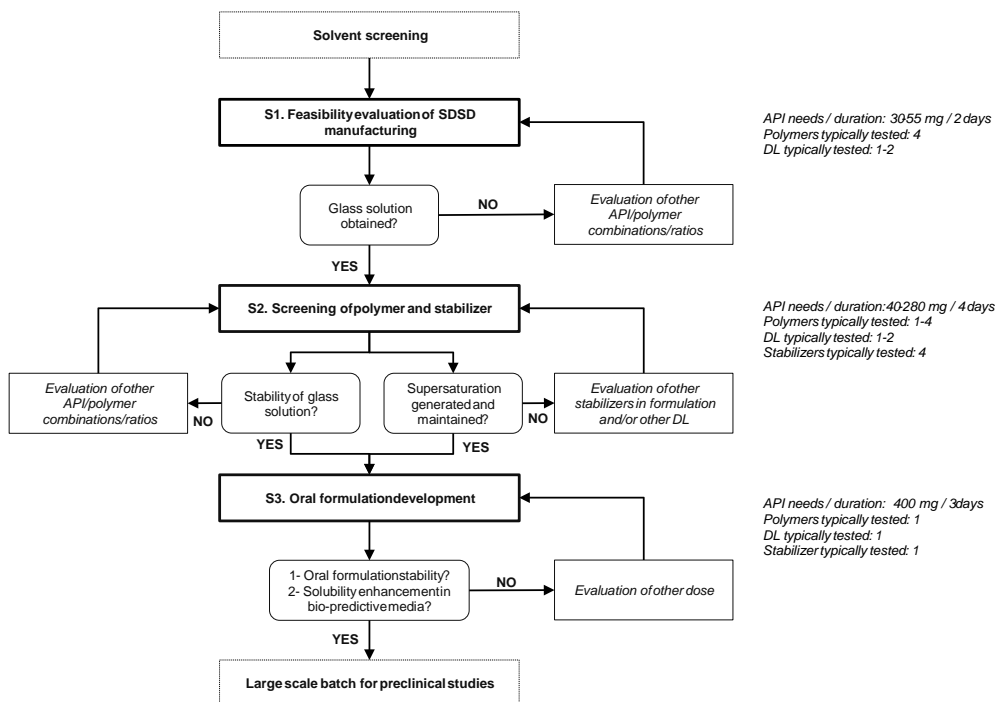 Solvent screening
S1. Feasibility evaluation of SDSD
manufacturing
API needs / duration: 30-55 mg / 2 days
Polymers typically tested: 4
DL typically tested: 1-2
Glass solution
obtained?
NO
Evaluation of other
API/polymer
combinations/ratios
YES
S2. Screening of polymer and stabilizer
API needs / duration: 40-280 mg / 4 days
Polymers typically tested: 1-4
DL typically tested: 1-2
Stabilizers typically tested: 4
Evaluation of other
API/polymer
combinations/ratios
NO
Stability of glass
solution?
Supersaturation
generated and
maintained?
NO
Evaluation of other
stabilizers in formulation
and/or other DL
YES
YES
S3. Oral formulation development
API needs / duration: 400 mg / 3 days
Polymers typically tested: 1
DL typically tested: 1
Stabilizer typically tested: 1
1- Oral formulation stability?
2- Solubility enhancement in
bio-predictive media?
NO
Evaluation of other dose
YES
Large scale batch for preclinical studies